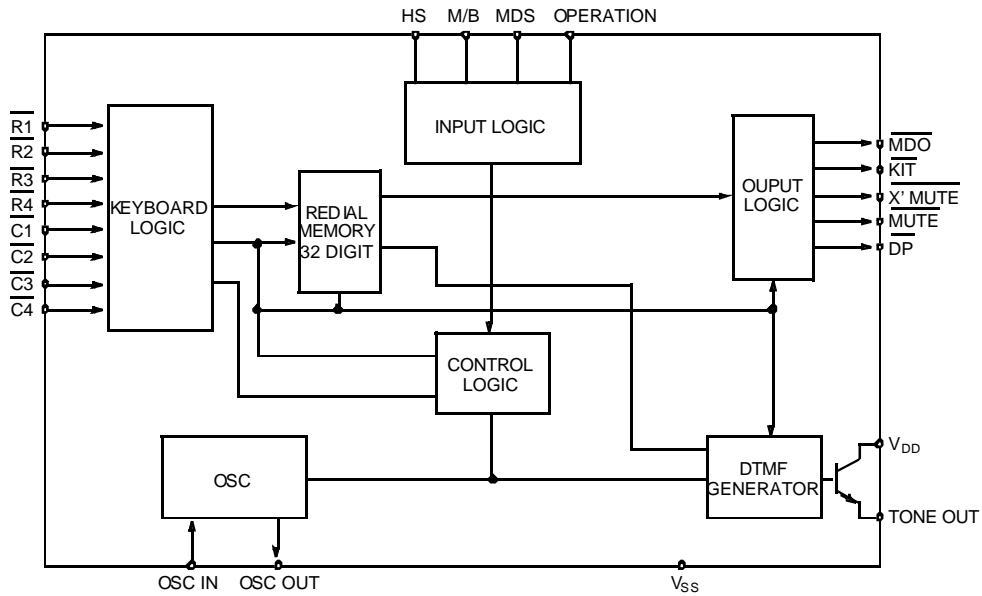 HS M/B MDS OPERATION
R1
R2
R3
R4
C1
C2
C3
C4
KEYBOARD
LOGIC
REDIAL
MEMORY
32 DIGIT
INPUT LOGIC
OUPUT
LOGIC
MDO
KIT
X' MUTE
MUTE
DP
CONTROL
LOGIC
OSC
DTMF
GENERATOR
VDD
TONE OUT
OSC IN OSC OUT
VSS